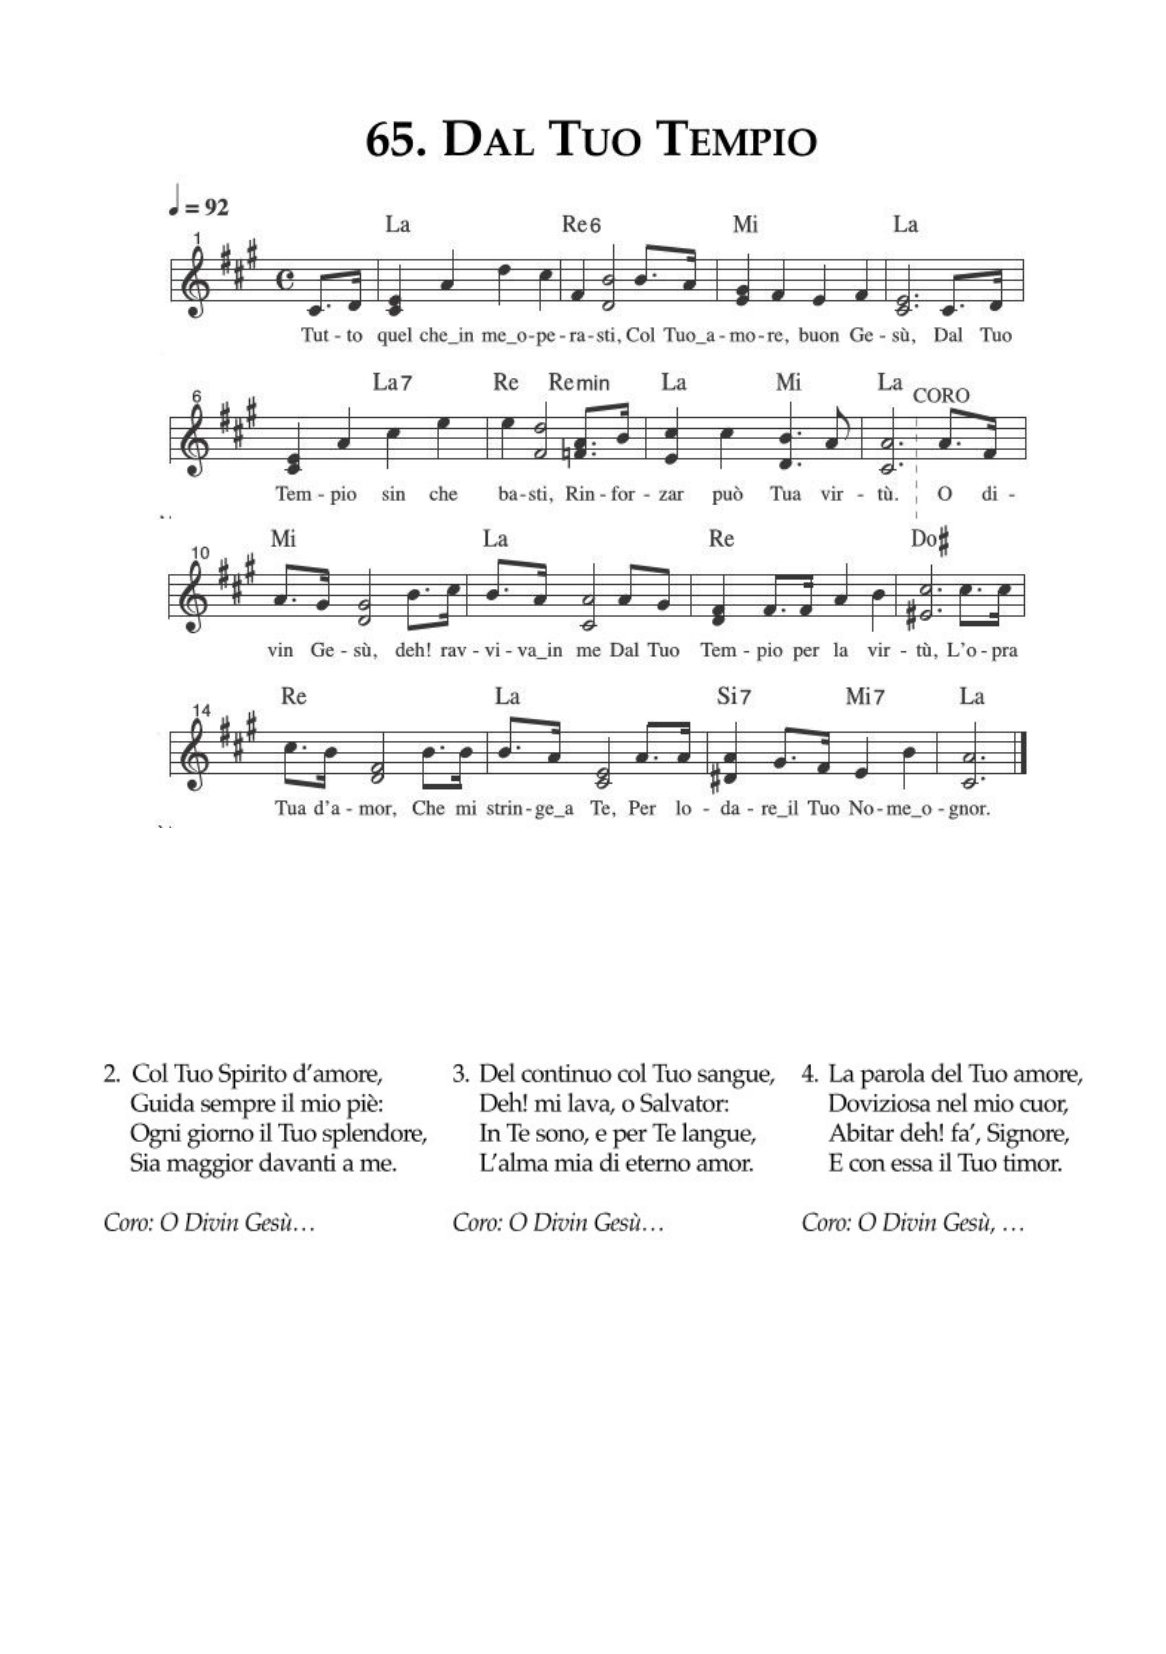 65. DAL TUO TEMPIO
= 92
La Re6 Mi La
1
Tut - to quel che_in me_o-pe-ra-sti, Col Tuo_a-mo-re, buon Ge - sù, Dal Tuo
La7 Re Remin La Mi La
6 CORO
Tem - pio sin che ba-sti, Rin-for - zar può Tua vir - tù. O di -
Mi La Re Do#
10
vin Ge - sù, deh! rav - vi - va_in me Dal Tuo Tem - pio per la vir - tù, L'o - pra
Re La Si7 Mi7 La
14
Tua d'a - mor, Che mi strin-ge_a Te, Per lo - da - re_il Tuo No-me_o - gnor.
2. Col Tuo Spirito d'amore,
Guida sempre il mio piè:
Ogni giorno il Tuo splendore,
Sia maggior davanti a me.
Coro: O Divin Gesù…
3. Del continuo col Tuo sangue,
Deh! mi lava, o Salvator:
In Te sono, e per Te langue,
L'alma mia di eterno amor.
Coro: O Divin Gesù…
4. La parola del Tuo amore,
Doviziosa nel mio cuor,
Abitar deh! fa', Signore,
E con essa il Tuo timor.
Coro: O Divin Gesù, …